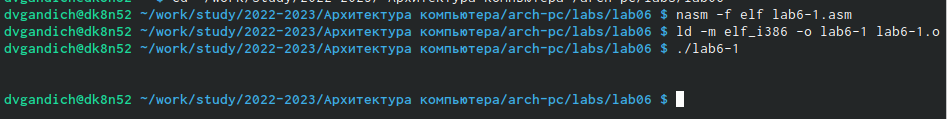 dvgandich@dk8n52 ~/work/study/2022-2023/Архитектура компьютера/arch-pc/labs/lab06 $ nasm -f elf lab6-1.asm
dvgandich@dk8n52 ~/work/study/2022-2023/Архитектура компьютера/arch-pc/labs/lab06 $ ld -m elf_i386 -o lab6-1 lab6-1.o
dvgandich@dk8n52 ~/work/study/2022-2023/Архитектура компьютера/arch-pc/labs/lab06 $ ./lab6-1
dvgandich@dk8n52 ~/work/study/2022-2023/Архитектура компьютера/arch-pc/labs/lab06 $